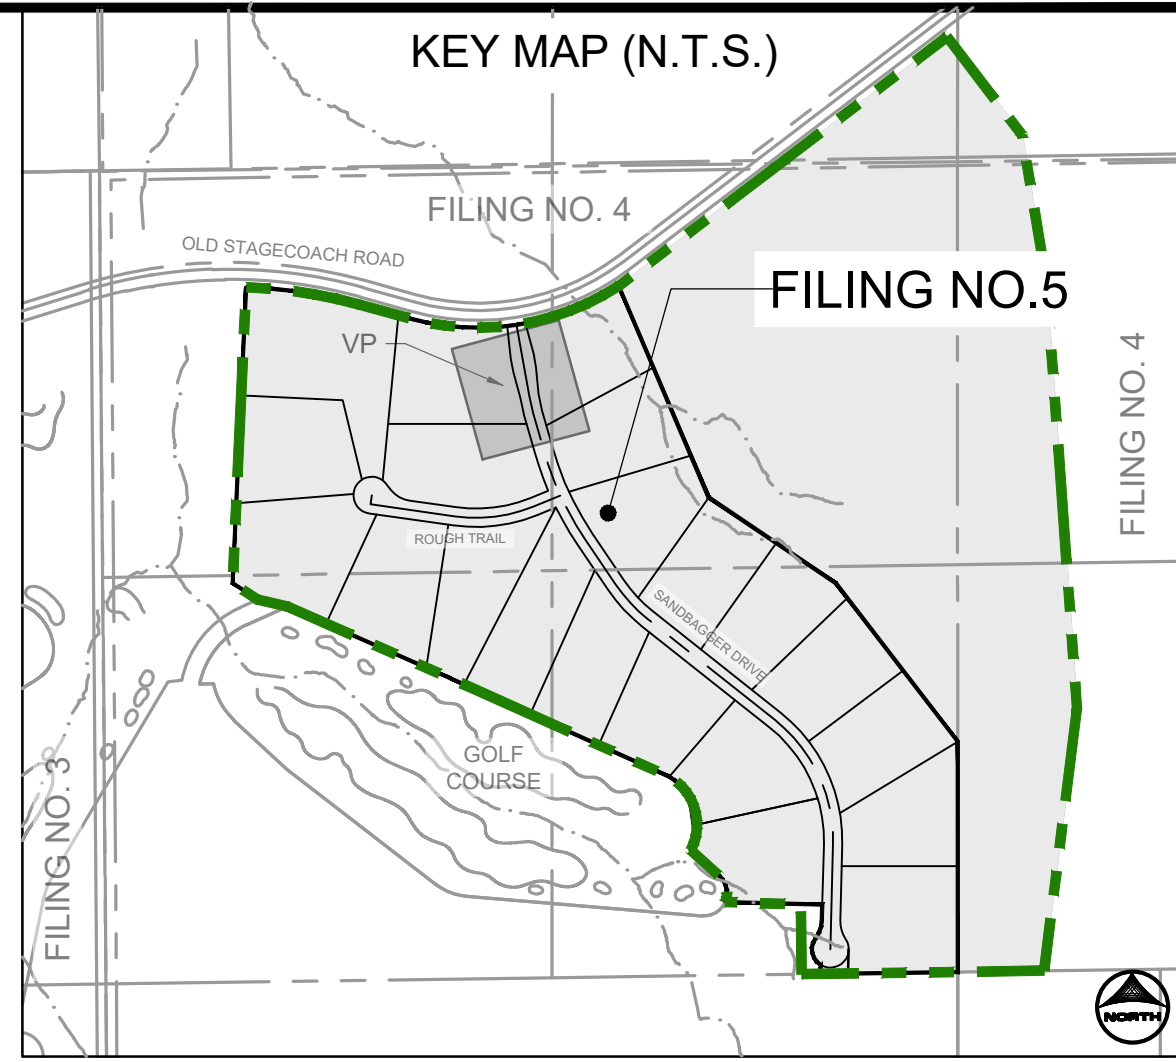 KEY MAP (N.T.S.)
FILING NO. 4
OLD STAGECOACH ROAD
FILING NO.5
VP
FILING NO. 4
ROUGH TRAIL
SANDBAGGER DRIVE
GOLF
COURSE
FILING NO. 3
NORTH